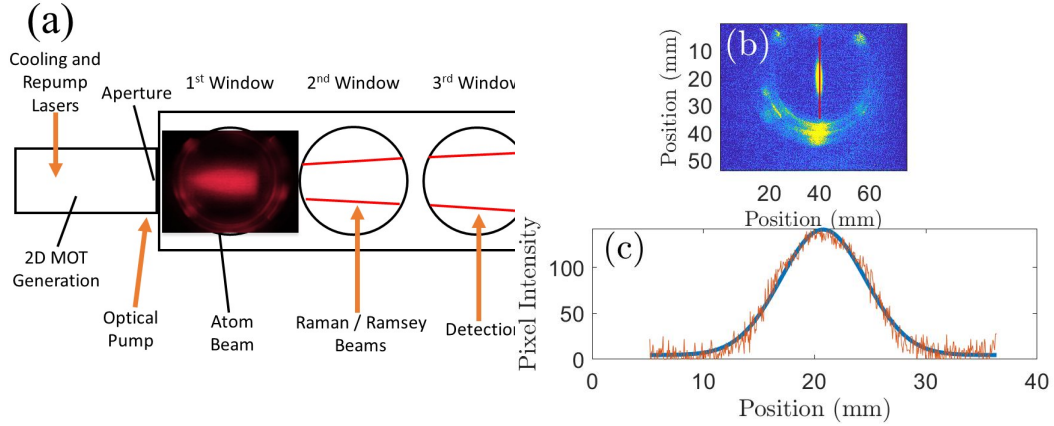 (a)
Cooling and
Repump
Lasers
Aperture
1st Window
2nd Window
3rd Window
2D MOT
Generation
Optical
Pump
Atom
Beam
Raman / Ramsey
Beams
Detection
(b)
Position (mm)
10
20
30
40
50
20 40 60
Position (mm)
(c)
Pixel Intensity
100
50
0
0 10 20 30 40
Position (mm)